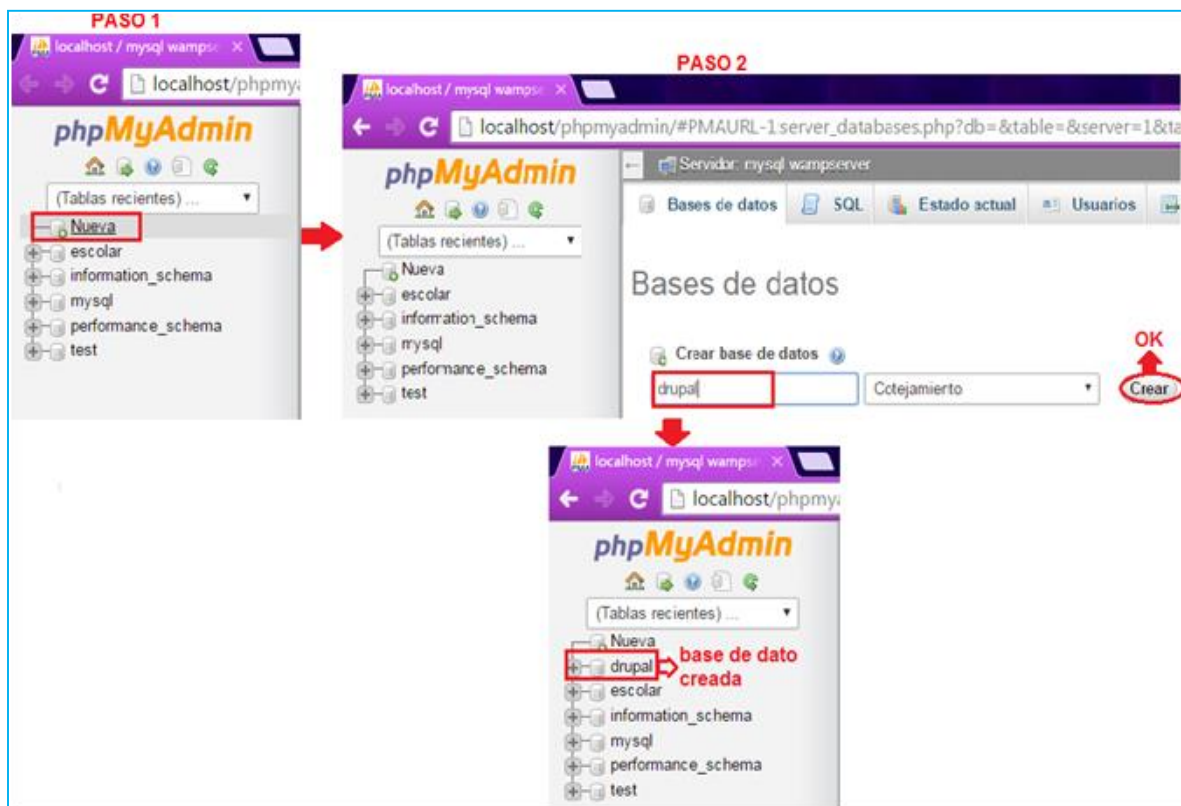 PASO 1
localhost / mysql wampse
localhost/phpmya
phpMyAdmin
(Tablas recientes) ...
Nueva
escolar
information_schema
mysql
performance_schema
test
PASO 2
localhost / mysql wampse
localhost/phpmyadmin/#PMAURL-1:server_databases.php?db=&table=&server=1&ta
phpMyAdmin
(Tablas recientes) ...
Nueva
escolar
information_schema
mysql
performance_schema
test
Servidor: mysql wampserver
Bases de datos SQL Estado actual Usuarios
Bases de datos
Crear base de datos
OK
drupal Cotejamiento Crear
localhost / mysql wampse
localhost/phpmya
phpMyAdmin
(Tablas recientes) ...
Nueva
drupal
base de dato
creada
escolar
information_schema
mysql
performance_schema
test